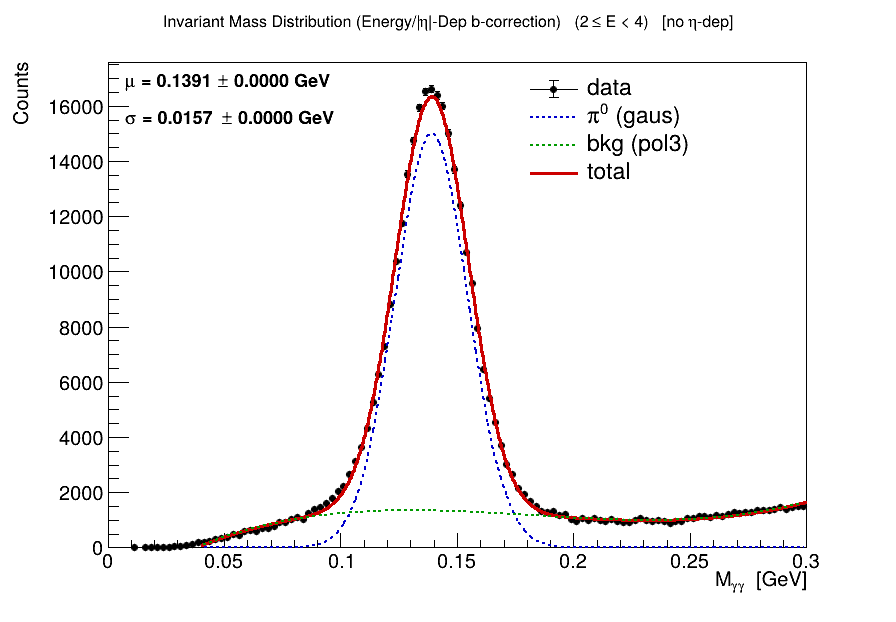 Invariant Mass Distribution (Energy/|η|-Dep b-correction) (2 ≤ E < 4) [no η-dep]
Counts
μ = 0.1391 ± 0.0000 GeV
σ = 0.0157 ± 0.0000 GeV
data
π⁰ (gaus)
bkg (pol3)
total
16000
14000
12000
10000
8000
6000
4000
2000
0
0 0.05 0.1 0.15 0.2 0.25 0.3
Mγγ [GeV]